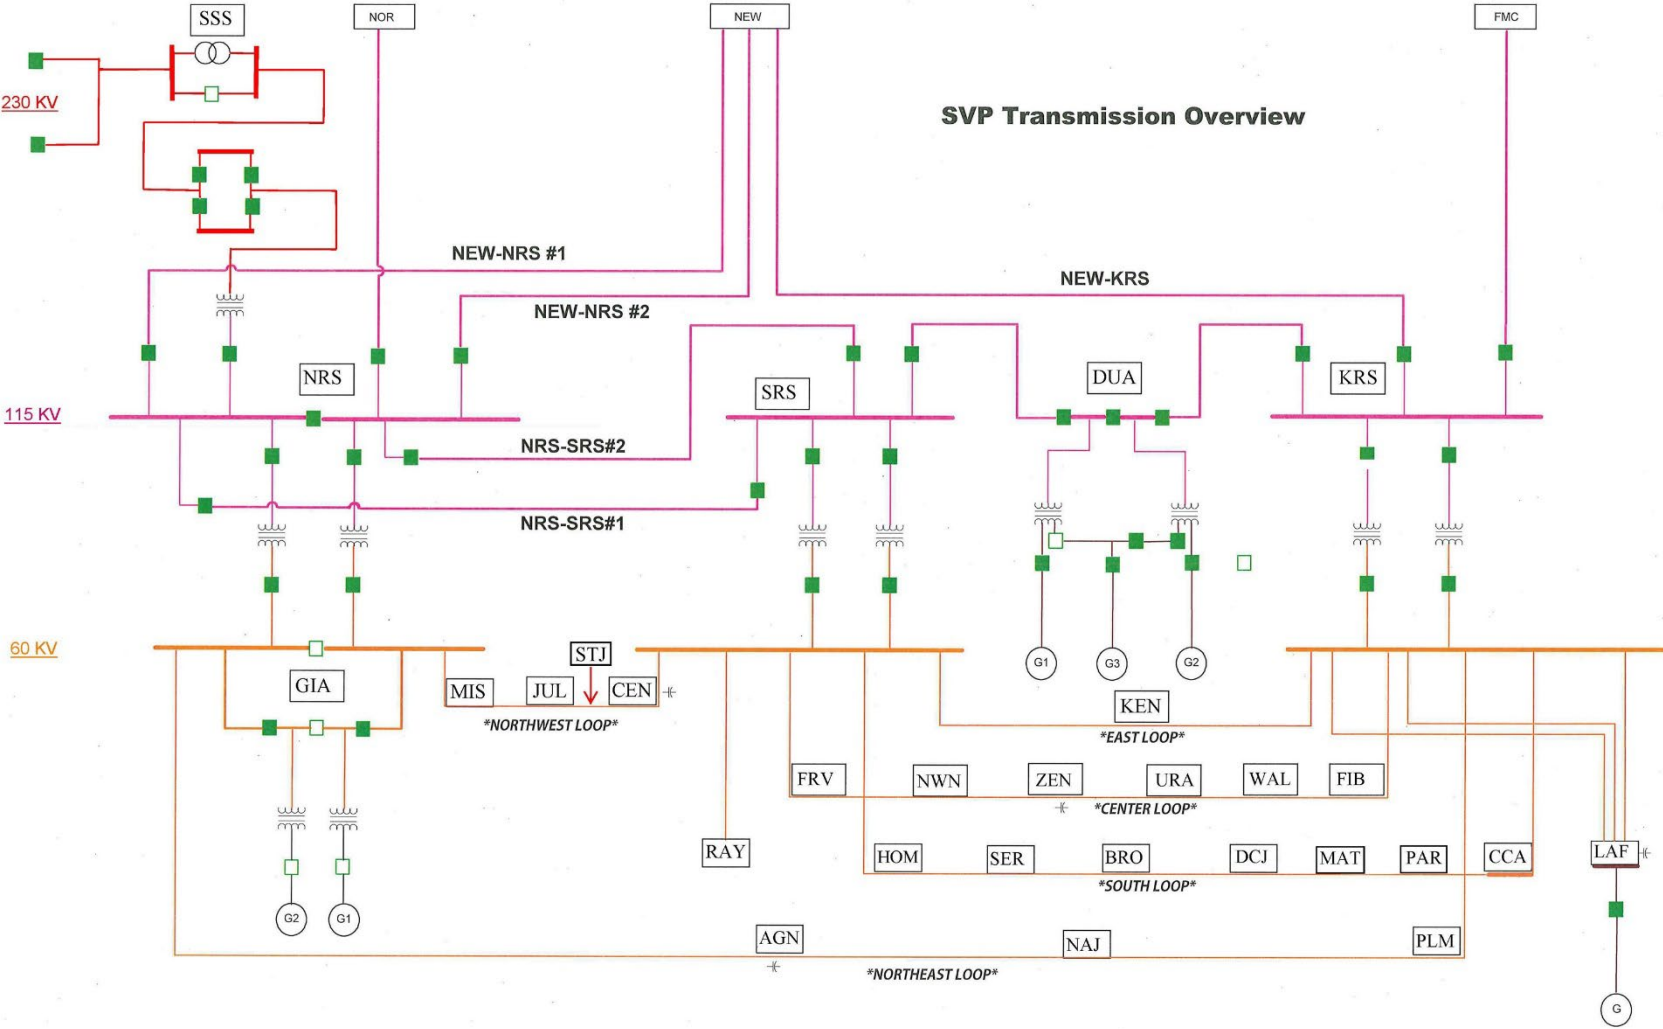 SSS
NOR
NEW
FMC
230 KV
SVP Transmission Overview
NEW-NRS #1
NEW-KRS
NEW-NRS #2
NRS
SRS
DUA
KRS
115 KV
NRS-SRS#2
NRS-SRS#1
60 KV
STJ
G1
G3
G2
GIA
MIS
JUL
CEN
*NORTHWEST LOOP*
KEN
*EAST LOOP*
FRV
NWN
ZEN
URA
WAL
FIB
*CENTER LOOP*
RAY
HOM
SER
BRO
DCJ
MAT
PAR
CCA
LAF
*SOUTH LOOP*
G2
G1
AGN
NAJ
PLM
*NORTHEAST LOOP*
G